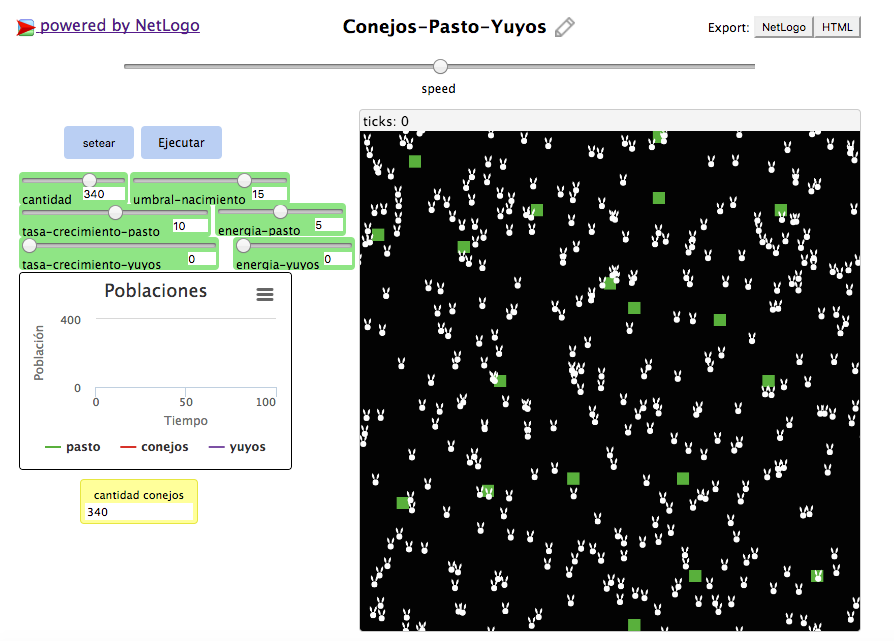 powered by NetLogo
Conejos-Pasto-Yuyos
Export: NetLogo HTML
speed
ticks: 0
setear Ejecutar
cantidad 340 umbral-nacimiento 15
tasa-crecimiento-pasto 10 energia-pasto 5
tasa-crecimiento-yuyos 0 energia-yuyos 0
Poblaciones
Población
400
0
0 50 100
Tiempo
pasto conejos yuyos
cantidad conejos
340